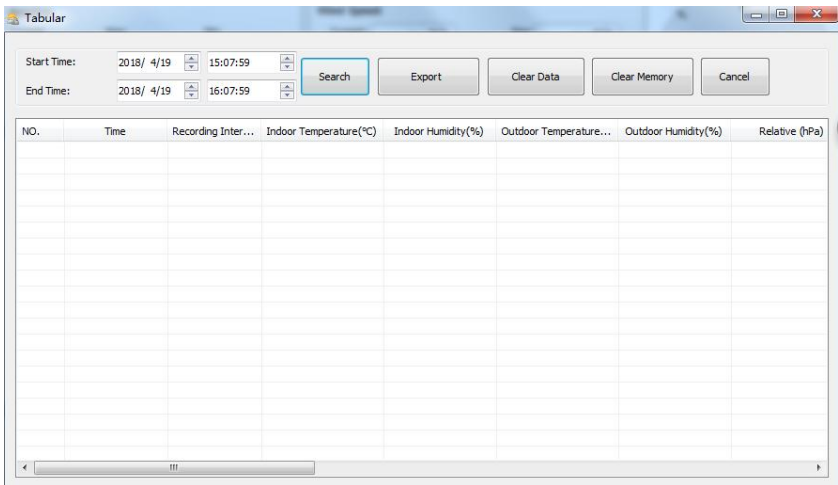 Tabular
Start Time: 2018/ 4/19 15:07:59
End Time: 2018/ 4/19 16:07:59
Search Export Clear Data Clear Memory Cancel
NO. Time Recording Inter... Indoor Temperature(°C) Indoor Humidity(%) Outdoor Temperature... Outdoor Humidity(%) Relative (hPa)